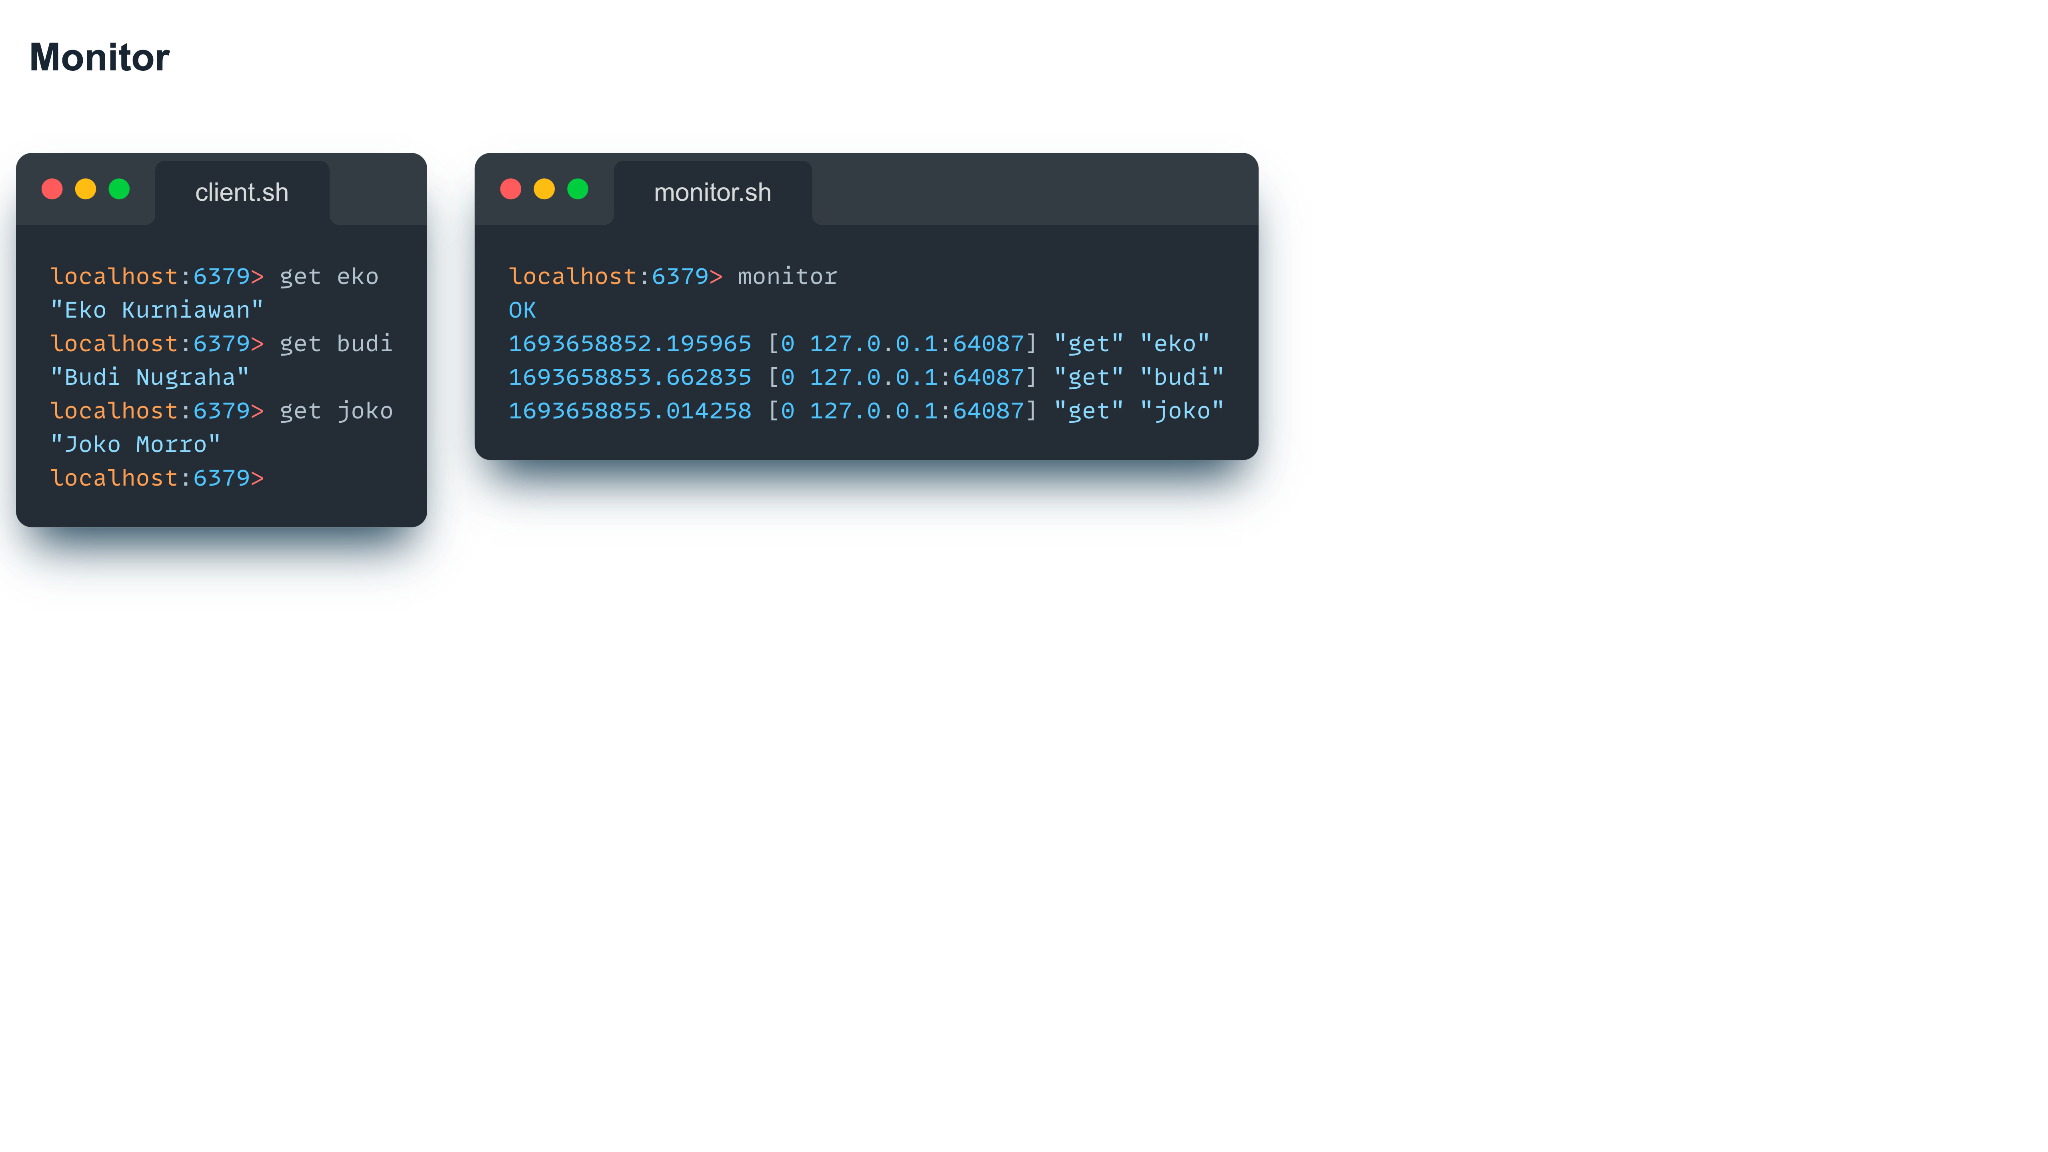 Monitor
client.sh
localhost:6379> get eko
"Eko Kurniawan"
localhost:6379> get budi
"Budi Nugraha"
localhost:6379> get joko
"Joko Morro"
localhost:6379>
monitor.sh
localhost:6379> monitor
OK
1693658852.195965 [0 127.0.0.1:64087] "get" "eko"
1693658853.662835 [0 127.0.0.1:64087] "get" "budi"
1693658855.014258 [0 127.0.0.1:64087] "get" "joko"